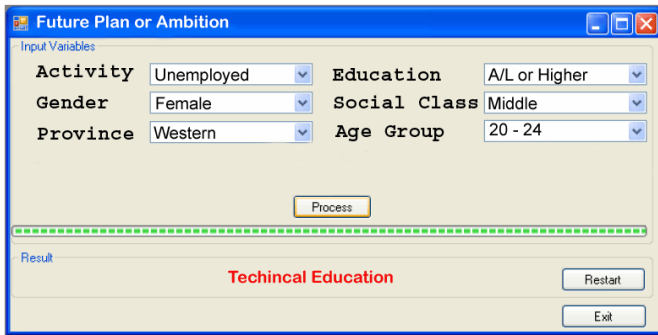 Future Plan or Ambition
Input Variables
Activity Unemployed Education A/L or Higher
Gender Female Social Class Middle
Province Western Age Group 20 - 24
Process
Result
Techincal Education
Restart
Exit